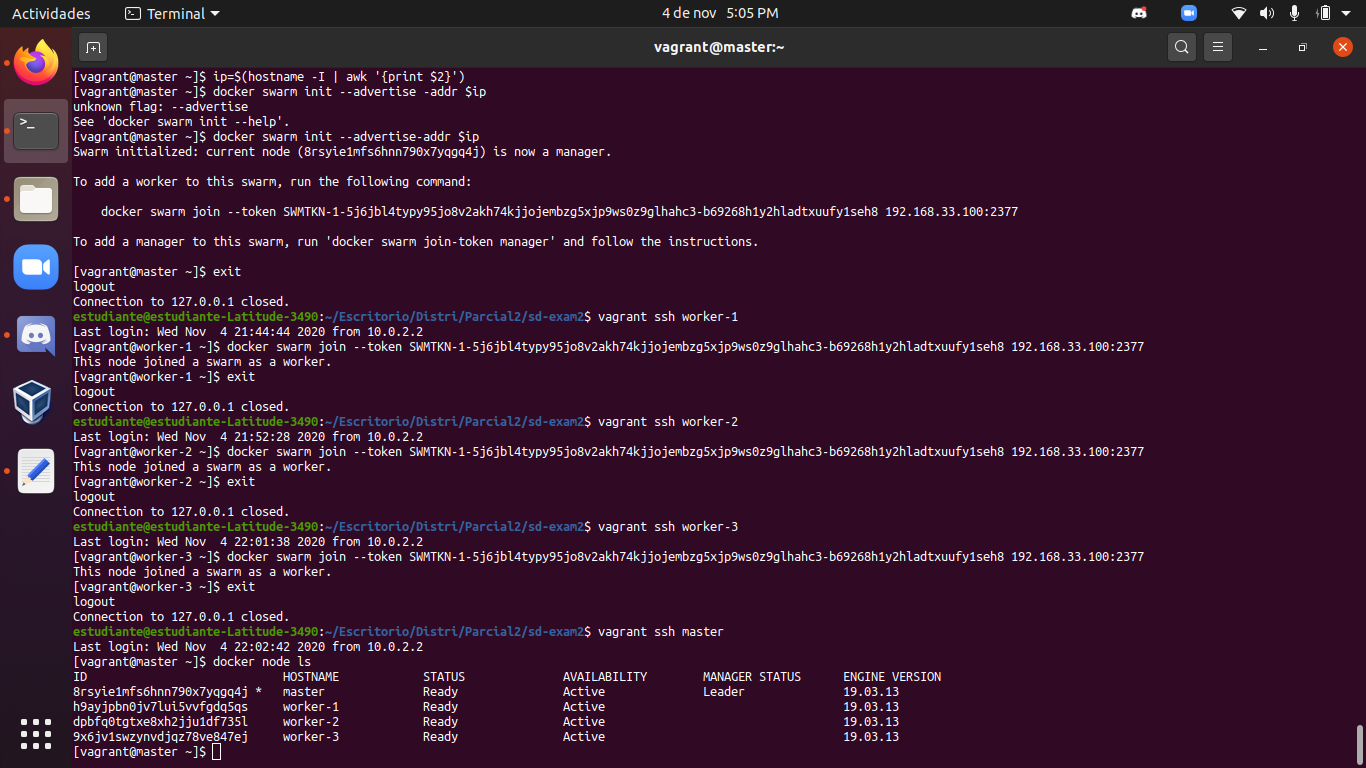 Actividades
Terminal
4 de nov 5:05 PM
vagrant@master:~
[vagrant@master ~]$ ip=$(hostname -I | awk '{print $2}')
[vagrant@master ~]$ docker swarm init --advertise -addr $ip
unknown flag: --advertise
See 'docker swarm init --help'.
[vagrant@master ~]$ docker swarm init --advertise-addr $ip
Swarm initialized: current node (8rsyie1mfs6hnn790x7yqgq4j) is now a manager.
To add a worker to this swarm, run the following command:
docker swarm join --token SWMTKN-1-5j6jbl4typy95jo8v2akh74kjjojembzg5xjp9ws0z9glhahc3-b69268h1y2hladtxuufy1seh8 192.168.33.100:2377
To add a manager to this swarm, run 'docker swarm join-token manager' and follow the instructions.
[vagrant@master ~]$ exit
logout
Connection to 127.0.0.1 closed.
estudiante@estudiante-Latitude-3490:~/Escritorio/Distri/Parcial2/sd-exam2$ vagrant ssh worker-1
Last login: Wed Nov  4 21:44:44 2020 from 10.0.2.2
[vagrant@worker-1 ~]$ docker swarm join --token SWMTKN-1-5j6jbl4typy95jo8v2akh74kjjojembzg5xjp9ws0z9glhahc3-b69268h1y2hladtxuufy1seh8 192.168.33.100:2377
This node joined a swarm as a worker.
[vagrant@worker-1 ~]$ exit
logout
Connection to 127.0.0.1 closed.
estudiante@estudiante-Latitude-3490:~/Escritorio/Distri/Parcial2/sd-exam2$ vagrant ssh worker-2
Last login: Wed Nov  4 21:52:28 2020 from 10.0.2.2
[vagrant@worker-2 ~]$ docker swarm join --token SWMTKN-1-5j6jbl4typy95jo8v2akh74kjjojembzg5xjp9ws0z9glhahc3-b69268h1y2hladtxuufy1seh8 192.168.33.100:2377
This node joined a swarm as a worker.
[vagrant@worker-2 ~]$ exit
logout
Connection to 127.0.0.1 closed.
estudiante@estudiante-Latitude-3490:~/Escritorio/Distri/Parcial2/sd-exam2$ vagrant ssh worker-3
Last login: Wed Nov  4 22:01:38 2020 from 10.0.2.2
[vagrant@worker-3 ~]$ docker swarm join --token SWMTKN-1-5j6jbl4typy95jo8v2akh74kjjojembzg5xjp9ws0z9glhahc3-b69268h1y2hladtxuufy1seh8 192.168.33.100:2377
This node joined a swarm as a worker.
[vagrant@worker-3 ~]$ exit
logout
Connection to 127.0.0.1 closed.
estudiante@estudiante-Latitude-3490:~/Escritorio/Distri/Parcial2/sd-exam2$ vagrant ssh master
Last login: Wed Nov  4 22:02:42 2020 from 10.0.2.2
[vagrant@master ~]$ docker node ls
ID HOSTNAME STATUS AVAILABILITY MANAGER STATUS ENGINE VERSION
8rsyie1mfs6hnn790x7yqgq4j * master Ready Active Leader 19.03.13
h9ayjpbn0jv7lui5vvfgdq5qs worker-1 Ready Active 19.03.13
dpbfq0tgtxe8xh2jju1df735l worker-2 Ready Active 19.03.13
9x6jv1swzynvdjqz78ve847ej worker-3 Ready Active 19.03.13
[vagrant@master ~]$